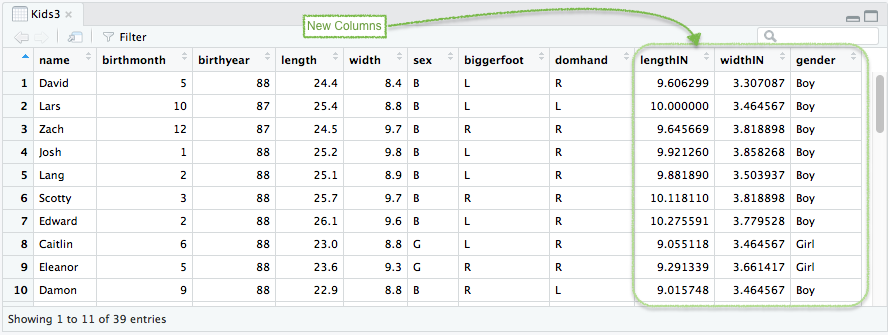 Kids3
New Columns
Filter
name birthmonth birthyear length width sex biggerfoot domhand lengthIN widthIN gender
1 David 5 88 24.4 8.4 B L R 9.606299 3.307087 Boy
2 Lars 10 87 25.4 8.8 B L L 10.000000 3.464567 Boy
3 Zach 12 87 24.5 9.7 B R R 9.645669 3.818898 Boy
4 Josh 1 88 25.2 9.8 B L R 9.921260 3.858268 Boy
5 Lang 2 88 25.1 8.9 B L R 9.881890 3.503937 Boy
6 Scotty 3 88 25.7 9.7 B R R 10.118110 3.818898 Boy
7 Edward 2 88 26.1 9.6 B L R 10.275591 3.779528 Boy
8 Caitlin 6 88 23.0 8.8 G L R 9.055118 3.464567 Girl
9 Eleanor 5 88 23.6 9.3 G R R 9.291339 3.661417 Girl
10 Damon 9 88 22.9 8.8 B R L 9.015748 3.464567 Boy
Showing 1 to 11 of 39 entries